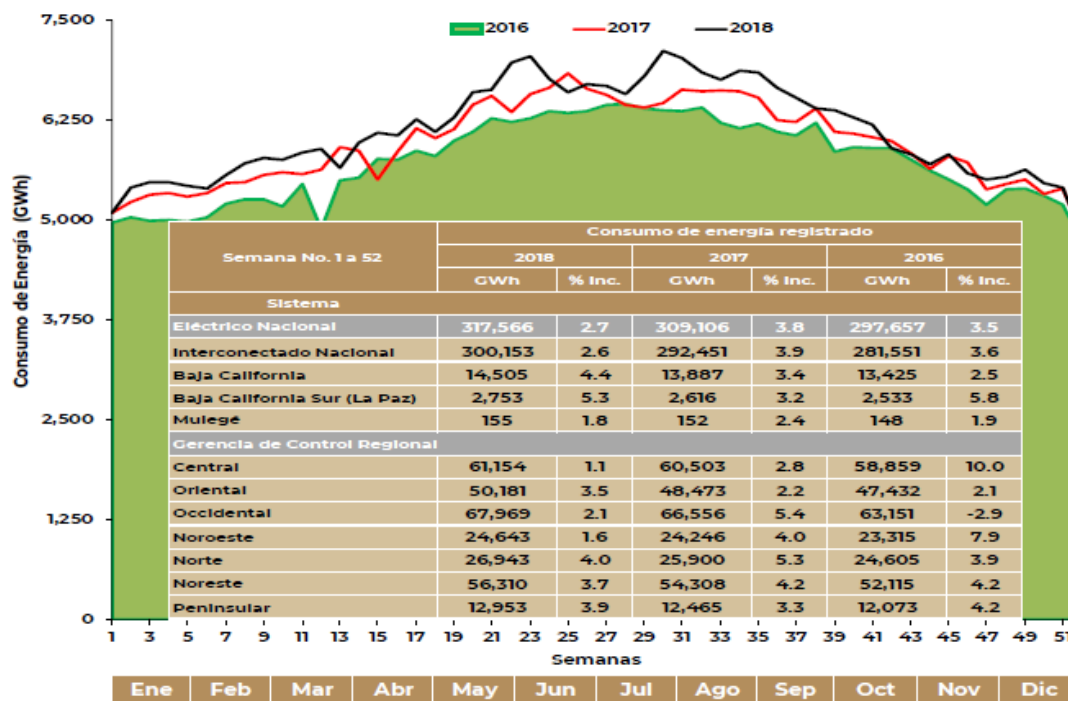 7,500
6,250
5,000
3,750
2,500
1,250
0
Consumo de Energía (GWh)
2016 2017 2018
Semana No. 1 a 52 Consumo de energía registrado
2018 2017 2016
GWh % Inc. GWh % Inc. GWh % Inc.
Sistema
Eléctrico Nacional 317,566 2.7 309,106 3.8 297,657 3.5
Interconectado Nacional 300,153 2.6 292,451 3.9 281,551 3.6
Baja California 14,505 4.4 13,887 3.4 13,425 2.5
Baja California Sur (La Paz) 2,753 5.3 2,616 3.2 2,533 5.8
Mulegé 155 1.8 152 2.4 148 1.9
Gerencia de Control Regional
Central 61,154 1.1 60,503 2.8 58,859 10.0
Oriental 50,181 3.5 48,473 2.2 47,432 2.1
Occidental 67,969 2.1 66,556 5.4 63,151 -2.9
Noroeste 24,643 1.6 24,246 4.0 23,315 7.9
Norte 26,943 4.0 25,900 5.3 24,605 3.9
Noreste 56,310 3.7 54,308 4.2 52,115 4.2
Peninsular 12,953 3.9 12,465 3.3 12,073 4.2
1 3 5 7 9 11 13 15 17 19 21 23 25 27 29 31 33 35 37 39 41 43 45 47 49 51
Semanas
Ene Feb Mar Abr May Jun Jul Ago Sep Oct Nov Dic